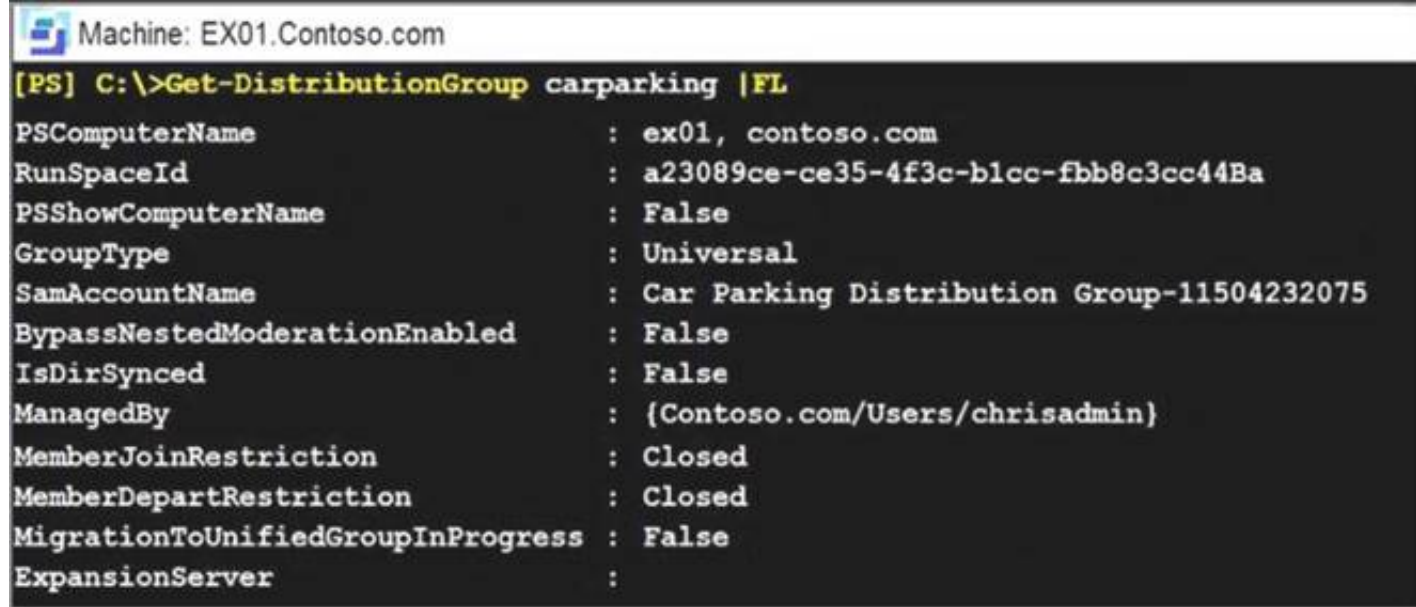 Machine: EX01.Contoso.com
[PS] C:\>Get-DistributionGroup carparking |FL
PSComputerName : ex01, contoso.com
RunSpaceId : a23089ce-ce35-4f3c-b1cc-fbb8c3cc44Ba
PSShowComputerName : False
GroupType : Universal
SamAccountName : Car Parking Distribution Group-11504232075
BypassNestedModerationEnabled : False
IsDirSynced : False
ManagedBy : {Contoso.com/Users/chrisadmin}
MemberJoinRestriction : Closed
MemberDepartRestriction : Closed
MigrationToUnifiedGroupInProgress : False
ExpansionServer :